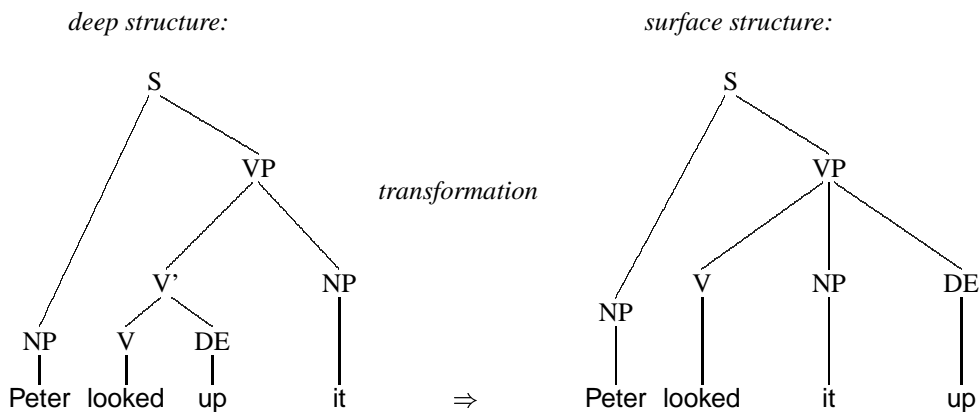 deep structure: surface structure:
S S
VP VP
transformation
V’ NP V NP DE
NP
NP V DE
Peter looked up it ⇒ Peter looked it up